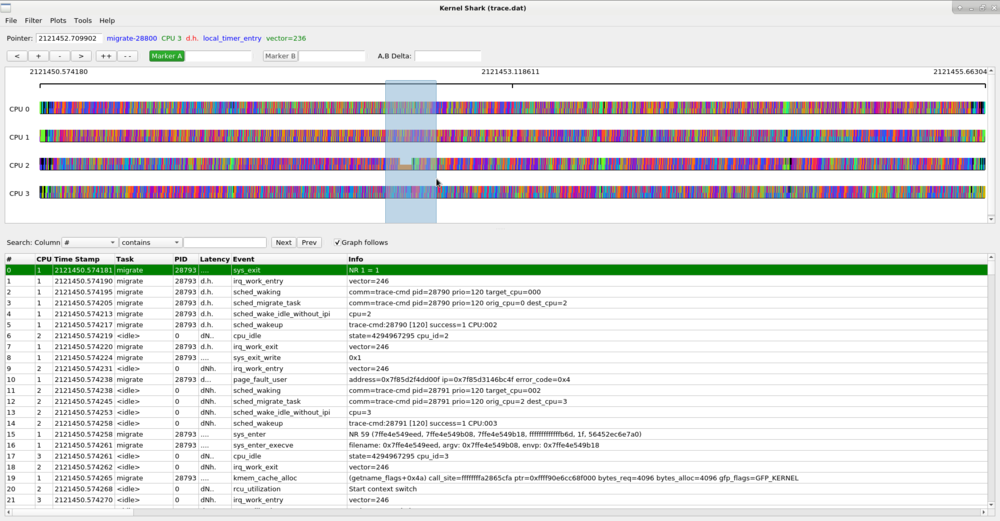 Kernel Shark (trace.dat)
File Filter Plots Tools Help
Pointer: 2121452.709902 migrate-28800 CPU 3 d.h. local_timer_entry vector=236
< + - > ++ -- Marker A Marker B A,B Delta:
2121450.574180 2121453.118611 2121455.66304
CPU 0
CPU 1
CPU 2
CPU 3
Search: Column # contains Next Prev Graph follows
# CPU Time Stamp Task PID Latency Event Info
0 1 2121450.574181 migrate 28793 .... sys_exit NR 1 = 1
1 1 2121450.574190 migrate 28793 d.h. irq_work_entry vector=246
2 1 2121450.574195 migrate 28793 d.h. sched_waking comm=trace-cmd pid=28790 prio=120 target_cpu=000
3 1 2121450.574205 migrate 28793 d.h. sched_migrate_task comm=trace-cmd pid=28790 prio=120 orig_cpu=0 dest_cpu=2
4 1 2121450.574213 migrate 28793 d.h. sched_wake_idle_without_ipi cpu=2
5 1 2121450.574217 migrate 28793 d.h. sched_wakeup trace-cmd:28790 [120] success=1 CPU:002
6 2 2121450.574219 <idle> 0 dN.. cpu_idle state=4294967295 cpu_id=2
7 1 2121450.574220 migrate 28793 d.h. irq_work_exit vector=246
8 1 2121450.574224 migrate 28793 .... sys_exit_write 0x1
9 2 2121450.574231 <idle> 0 dNh. irq_work_entry vector=246
10 1 2121450.574238 migrate 28793 d... page_fault_user address=0x7f85d2f4dd00f ip=0x7f85d3146bc4f error_code=0x4
11 2 2121450.574238 <idle> 0 dNh. sched_waking comm=trace-cmd pid=28791 prio=120 target_cpu=002
12 2 2121450.574245 <idle> 0 dNh. sched_migrate_task comm=trace-cmd pid=28791 prio=120 orig_cpu=2 dest_cpu=3
13 2 2121450.574253 <idle> 0 dNh. sched_wake_idle_without_ipi cpu=3
14 2 2121450.574258 <idle> 0 dNh. sched_wakeup trace-cmd:28791 [120] success=1 CPU:003
15 1 2121450.574258 migrate 28793 .... sys_enter NR 59 (7ffe4e549eed, 7ffe4e549b08, 7ffe4e549b18, ffffffffffffb6d, 1f, 56452ec6e7a0)
16 1 2121450.574261 migrate 28793 .... sys_enter_execve filename: 0x7ffe4e549eed, argv: 0x7ffe4e549b08, envp: 0x7ffe4e549b18
17 3 2121450.574261 <idle> 0 dN.. cpu_idle state=4294967295 cpu_id=3
18 2 2121450.574262 <idle> 0 dNh. irq_work_exit vector=246
19 1 2121450.574265 migrate 28793 .... kmem_cache_alloc (getname_flags+0x4a) call_site=ffffffffa2865cfa ptr=0xffff90e6cc68f000 bytes_req=4096 bytes_alloc=4096 gfp_flags=GFP_KERNEL
20 2 2121450.574268 <idle> 0 dN.. rcu_utilization Start context switch
21 3 2121450.574270 <idle> 0 dNh. irq_work_entry vector=246